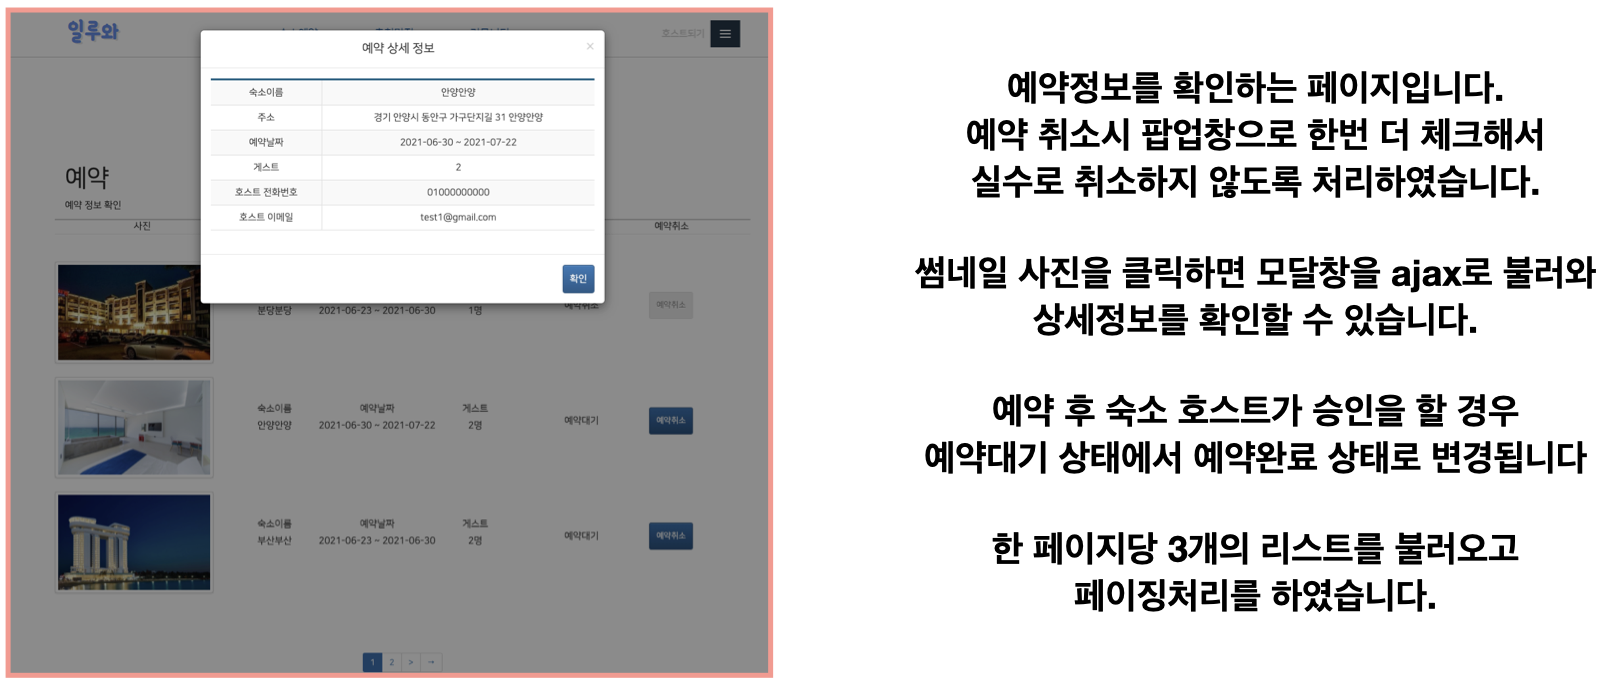 일루와
호스트되기
예약 상세 정보
×
숙소이름 안양안양
주소 경기 안양시 동안구 가구단지길 31 안양안양
예약날짜 2021-06-30 ~ 2021-07-22
게스트 2
호스트 전화번호 01000000000
호스트 이메일 test1@gmail.com
확인
예약
예약 정보 확인
사진 예약취소
분당분당 2021-06-23 ~ 2021-06-30 1명 예약취소 예약취소
숙소이름 예약날짜 게스트
안양안양 2021-06-30 ~ 2021-07-22 2명 예약대기 예약취소
숙소이름 예약날짜 게스트
부산부산 2021-06-23 ~ 2021-06-30 2명 예약대기 예약취소
1 2 > →
예약정보를 확인하는 페이지입니다.
예약 취소시 팝업창으로 한번 더 체크해서
실수로 취소하지 않도록 처리하였습니다.
썸네일 사진을 클릭하면 모달창을 ajax로 불러와
상세정보를 확인할 수 있습니다.
예약 후 숙소 호스트가 승인을 할 경우
예약대기 상태에서 예약완료 상태로 변경됩니다
한 페이지당 3개의 리스트를 불러오고
페이징처리를 하였습니다.